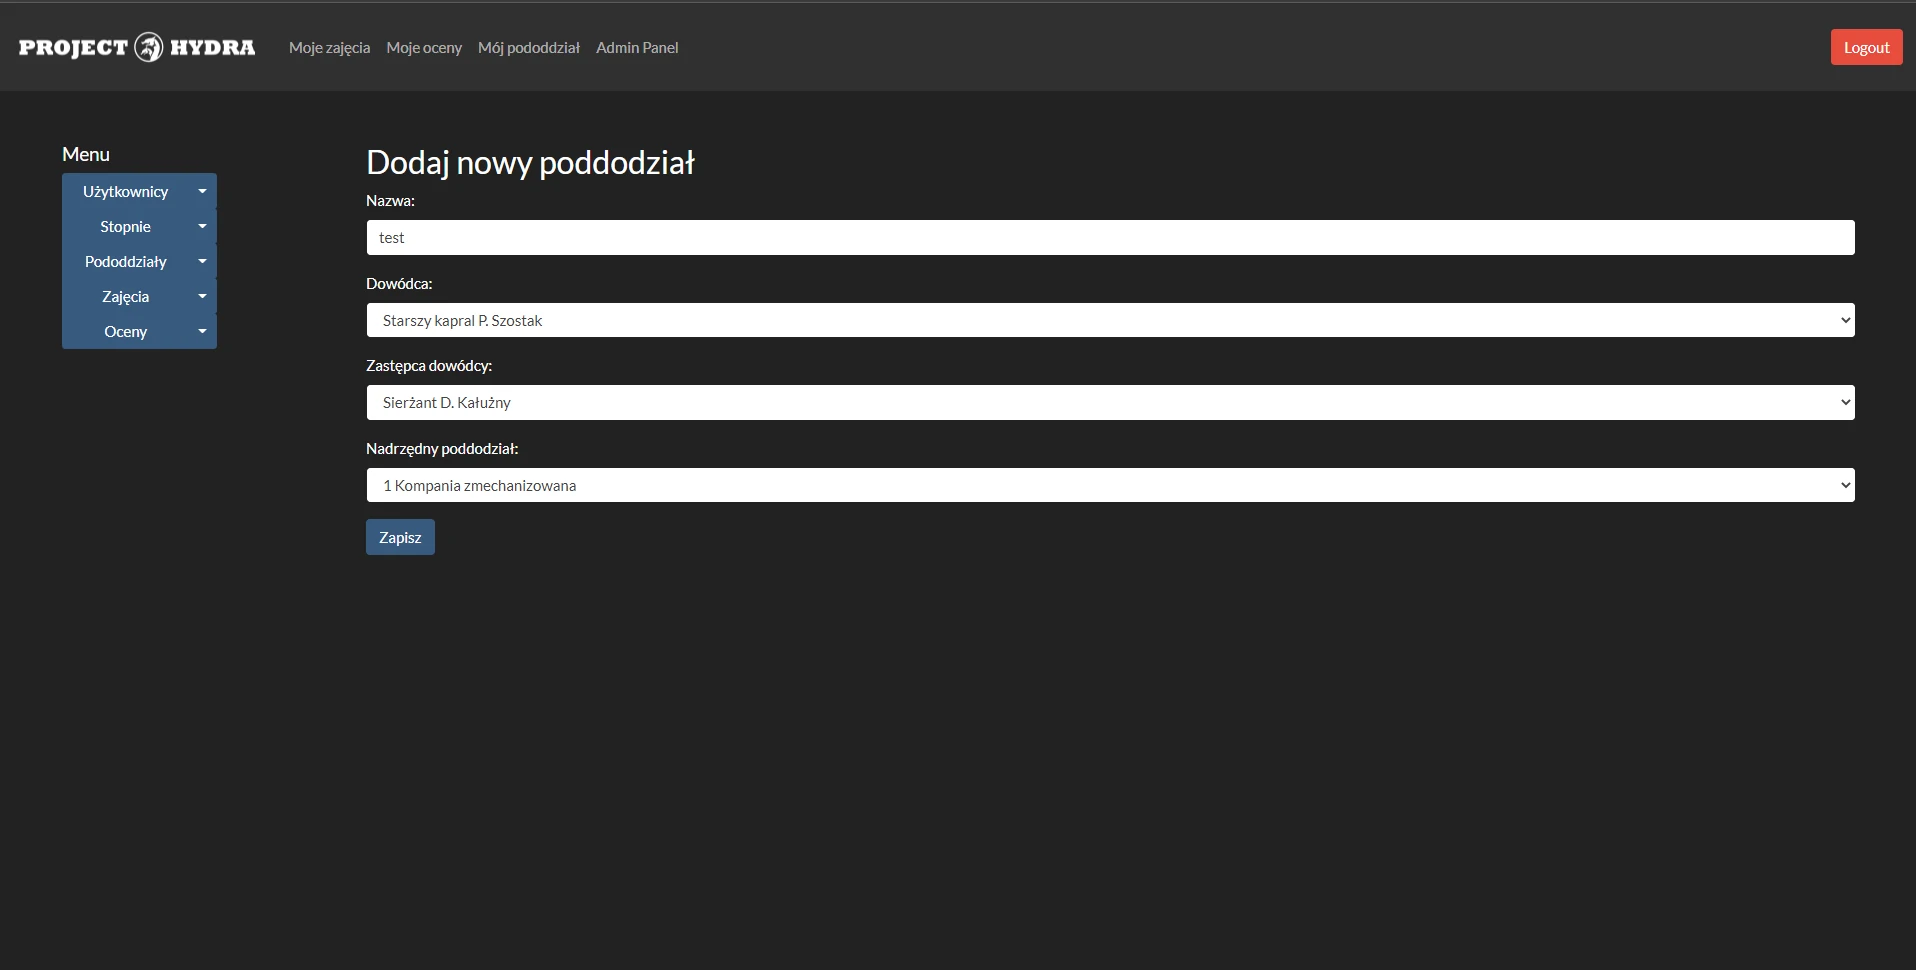 PROJECT HYDRA Moje zajęcia Moje oceny Mój pododdział Admin Panel Logout
Menu
Użytkownicy
Stopnie
Pododdziały
Zajęcia
Oceny
Dodaj nowy poddodział
Nazwa:
test
Dowódca:
Starszy kapral P. Szostak
Zastępca dowódcy:
Sierżant D. Kałużny
Nadrzędny poddodział:
1 Kompania zmechanizowana
Zapisz